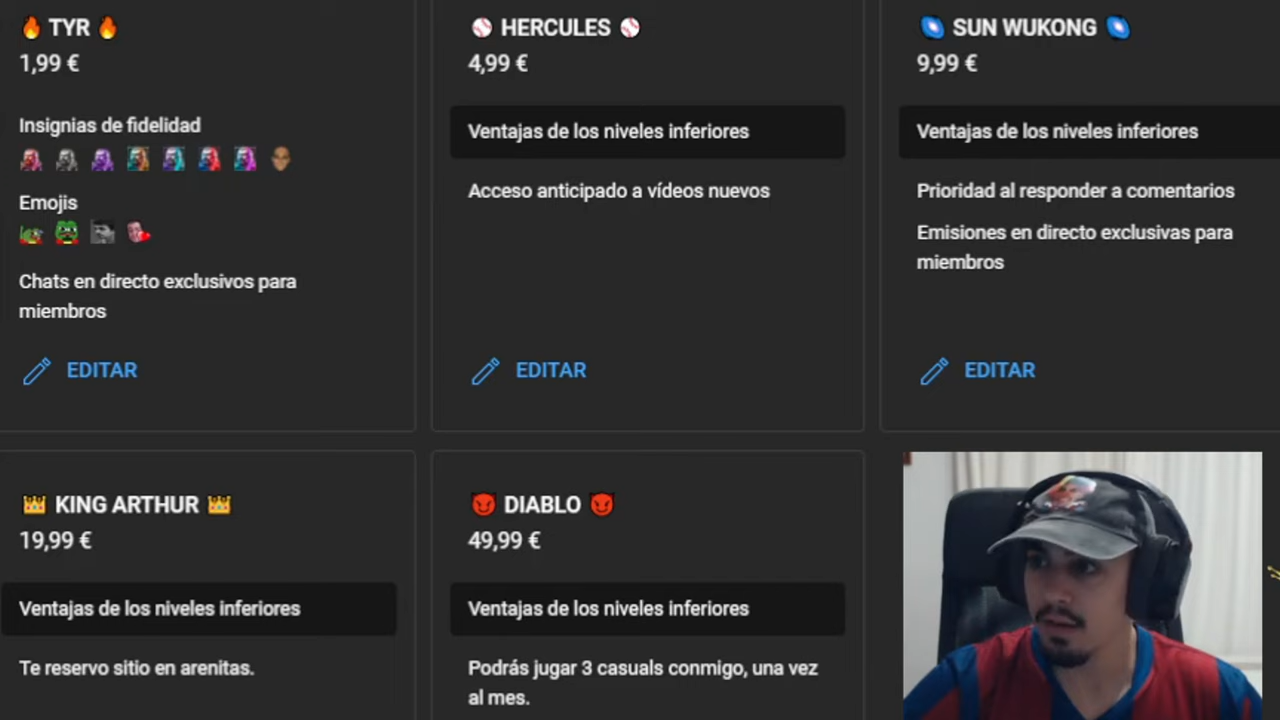 🔥 TYR 🔥
1,99 €
Insignias de fidelidad
Emojis
Chats en directo exclusivos para
miembros
EDITAR
⚾ HERCULES ⚾
4,99 €
Ventajas de los niveles inferiores
Acceso anticipado a vídeos nuevos
EDITAR
🌀 SUN WUKONG 🌀
9,99 €
Ventajas de los niveles inferiores
Prioridad al responder a comentarios
Emisiones en directo exclusivas para
miembros
EDITAR
👑 KING ARTHUR 👑
19,99 €
Ventajas de los niveles inferiores
Te reservo sitio en arenitas.
😈 DIABLO 😈
49,99 €
Ventajas de los niveles inferiores
Podrás jugar 3 casuals conmigo, una vez
al mes.